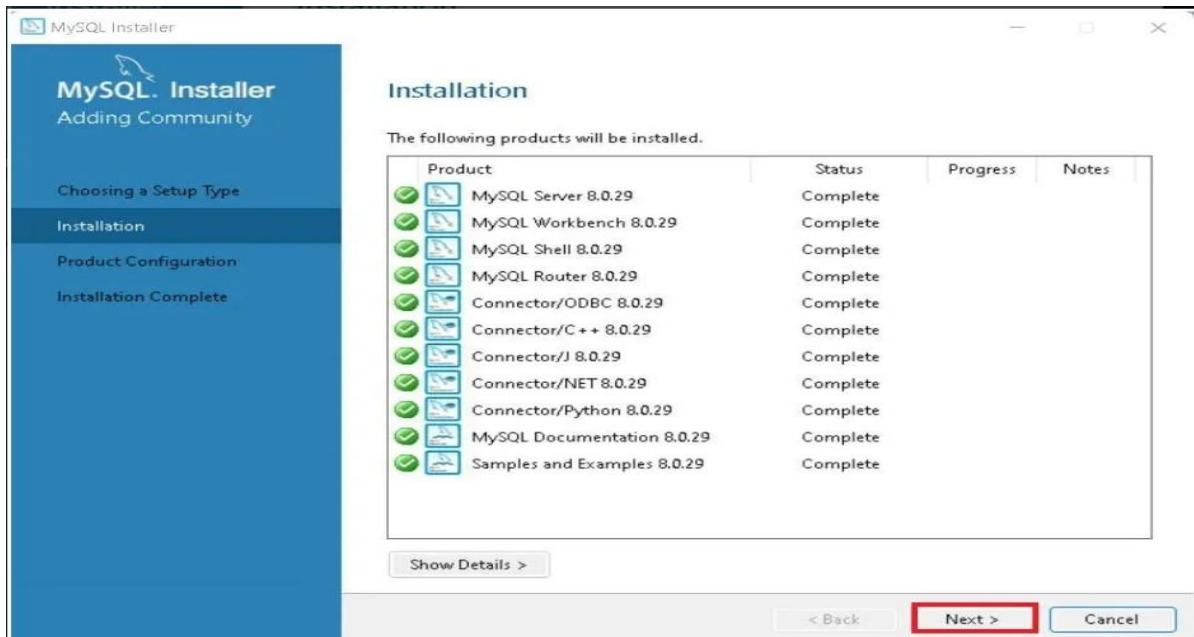 MySQL Installer
MySQL. Installer
Adding Community
Choosing a Setup Type
Installation
Product Configuration
Installation Complete
Installation
The following products will be installed.
Product Status Progress Notes
MySQL Server 8.0.29 Complete
MySQL Workbench 8.0.29 Complete
MySQL Shell 8.0.29 Complete
MySQL Router 8.0.29 Complete
Connector/ODBC 8.0.29 Complete
Connector/C++ 8.0.29 Complete
Connector/J 8.0.29 Complete
Connector/NET 8.0.29 Complete
Connector/Python 8.0.29 Complete
MySQL Documentation 8.0.29 Complete
Samples and Examples 8.0.29 Complete
Show Details >
< Back Next > Cancel